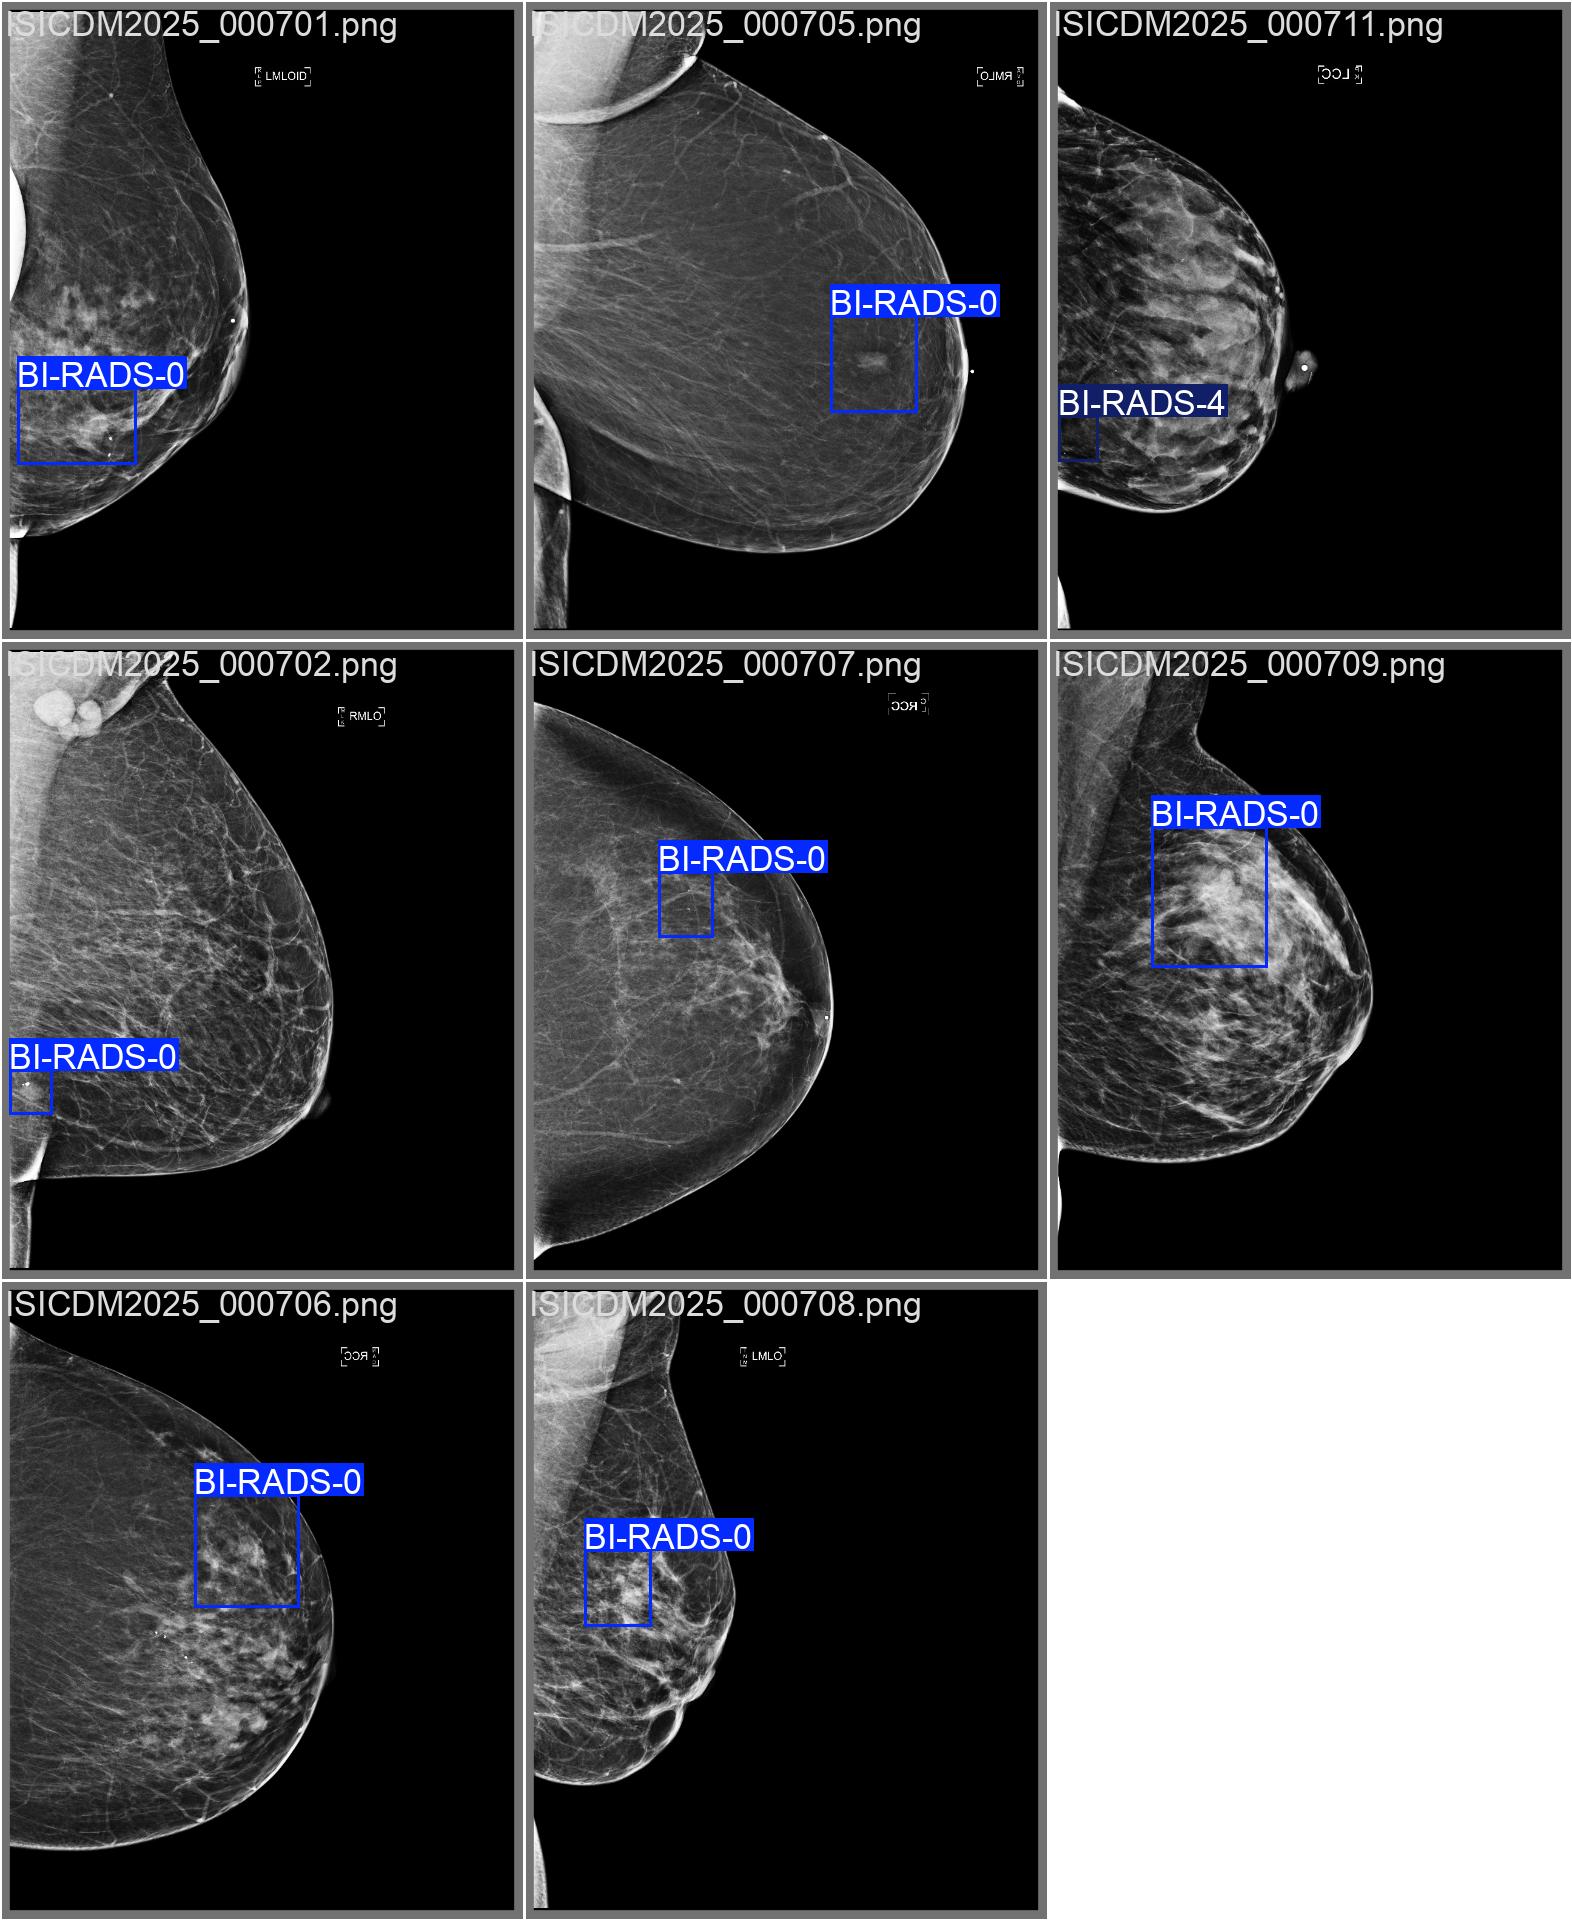 ISICDM2025_000701.png
LMLOID
BI-RADS-0
ISICDM2025_000705.png
RMLO
BI-RADS-0
ISICDM2025_000711.png
LCC
BI-RADS-4
ISICDM2025_000702.png
RMLO
BI-RADS-0
ISICDM2025_000707.png
RCC
BI-RADS-0
ISICDM2025_000709.png
BI-RADS-0
ISICDM2025_000706.png
RCC
BI-RADS-0
ISICDM2025_000708.png
LMLO
BI-RADS-0